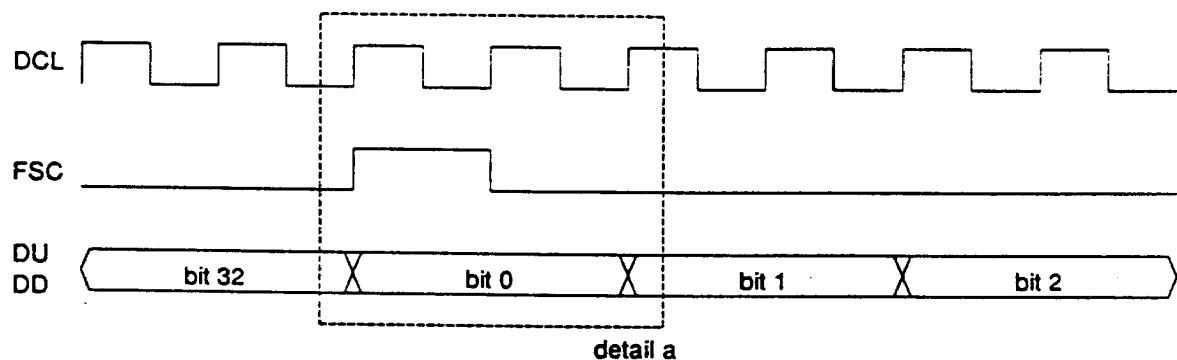 DCL
FSC
DU
DD
bit 32
bit 0
bit 1
bit 2
detail a